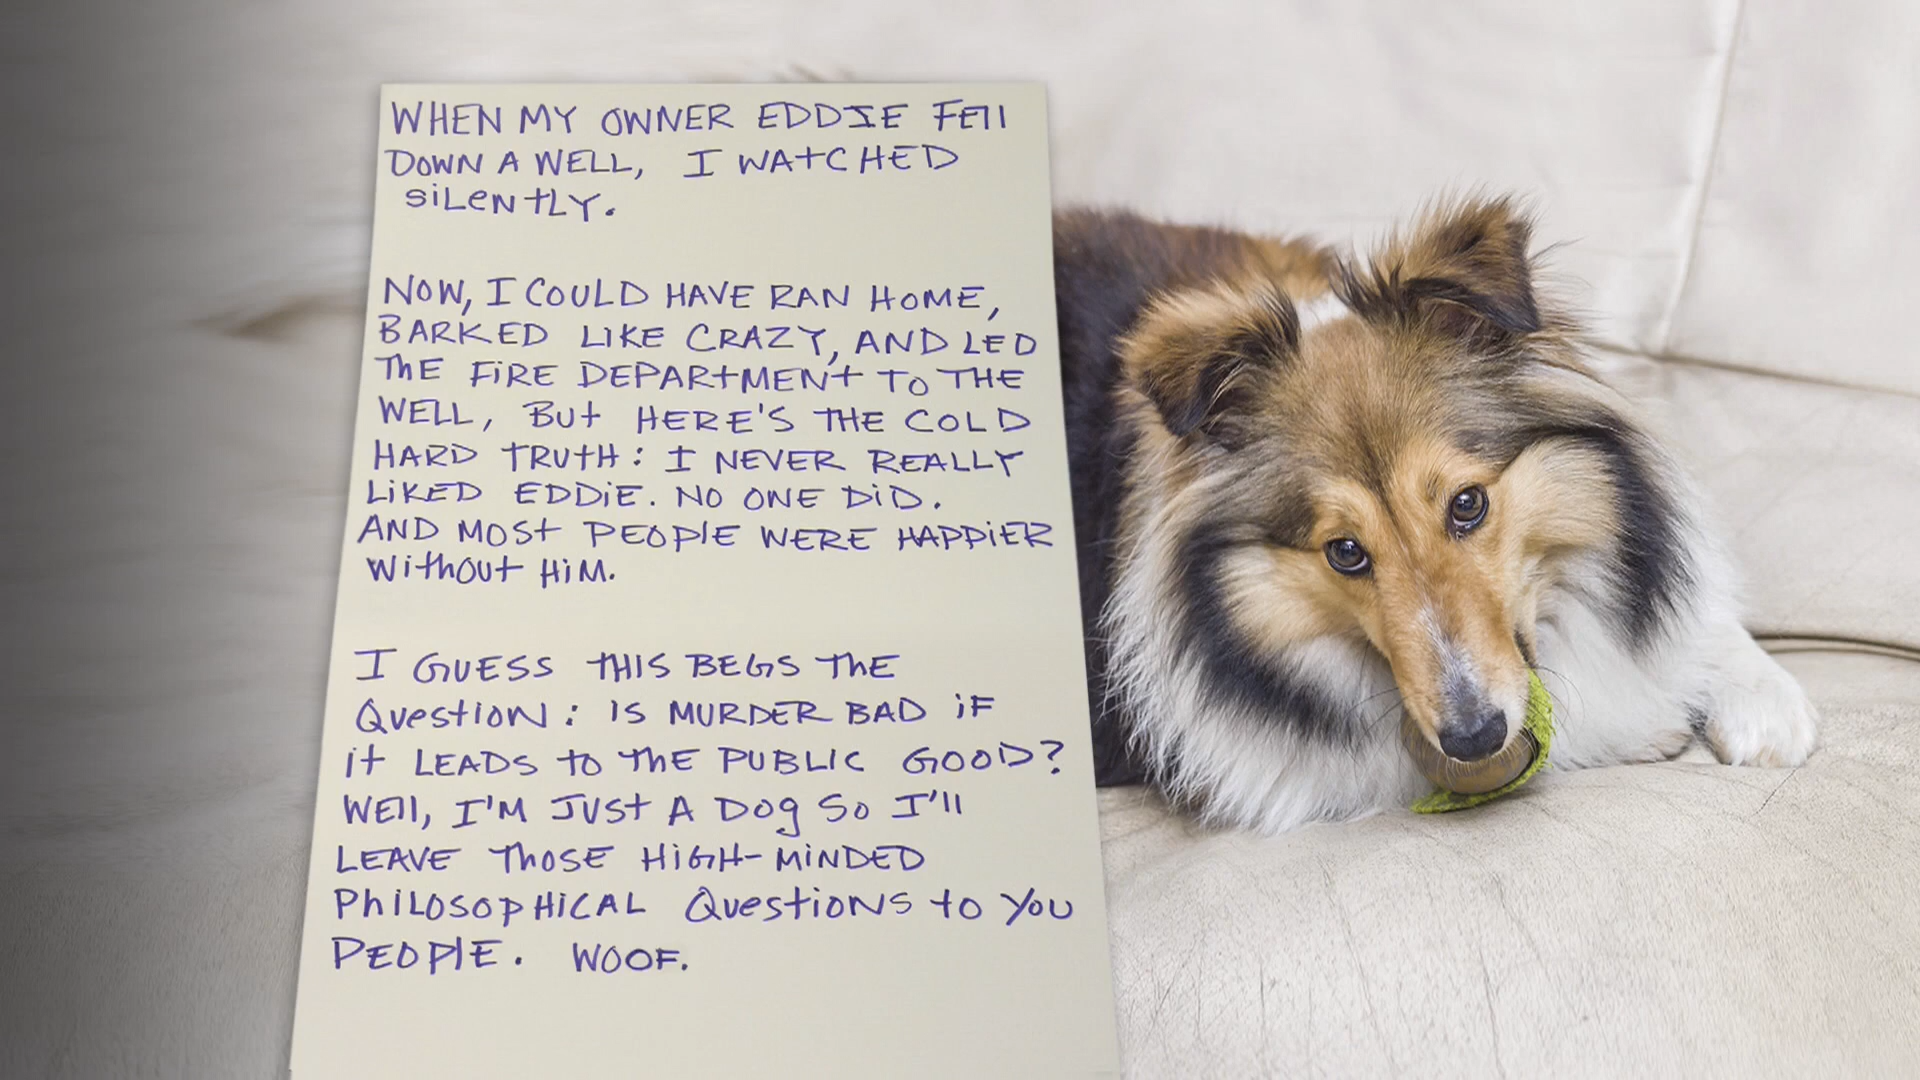 WHEN MY OWNER EDDIE FEll
DOWN A WELL, I WAtCHED
siLeNtLY.
NOW, I COULD HAVE RAN HOME,
BARKED LIKE CRAZY, AND LED
ThE FiRE DEPARtMENt TO THE
WELL, But HERE'S THE COLD
HARD TRUtH: I NEVER REALLY
LiKED EDDiE. NO ONE DiD.
AND MOSt PEOPlE WERE HAPPiER
WithOUt HiM.
I GUESS tHIS BEGS ThE
QUEstiON: IS MURDER BAD iF
it LEADS to ThE PUBLIC GOOD?
WEll, I'M JUSt A DOg SO I'll
LEAVE ThOSE HiGH-MiNDED
PhiLOSOpHiCAL QuestiONS to YOU
PEOPlE. WOOF.